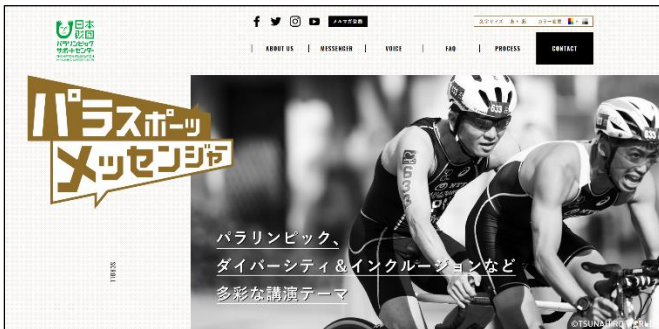 日本
財団
パラリンピック
サポートセンター
メルマガ登録
文字サイズ
ABOUT US
MESSENGER
VOICE
FAQ
PROCESS
CONTACT
パラスポーツ
メッセンジャー
633
633
633
パラリンピック、
ダイバーシティ&インクルージョンなど
多彩な講演テーマ
SCROLL